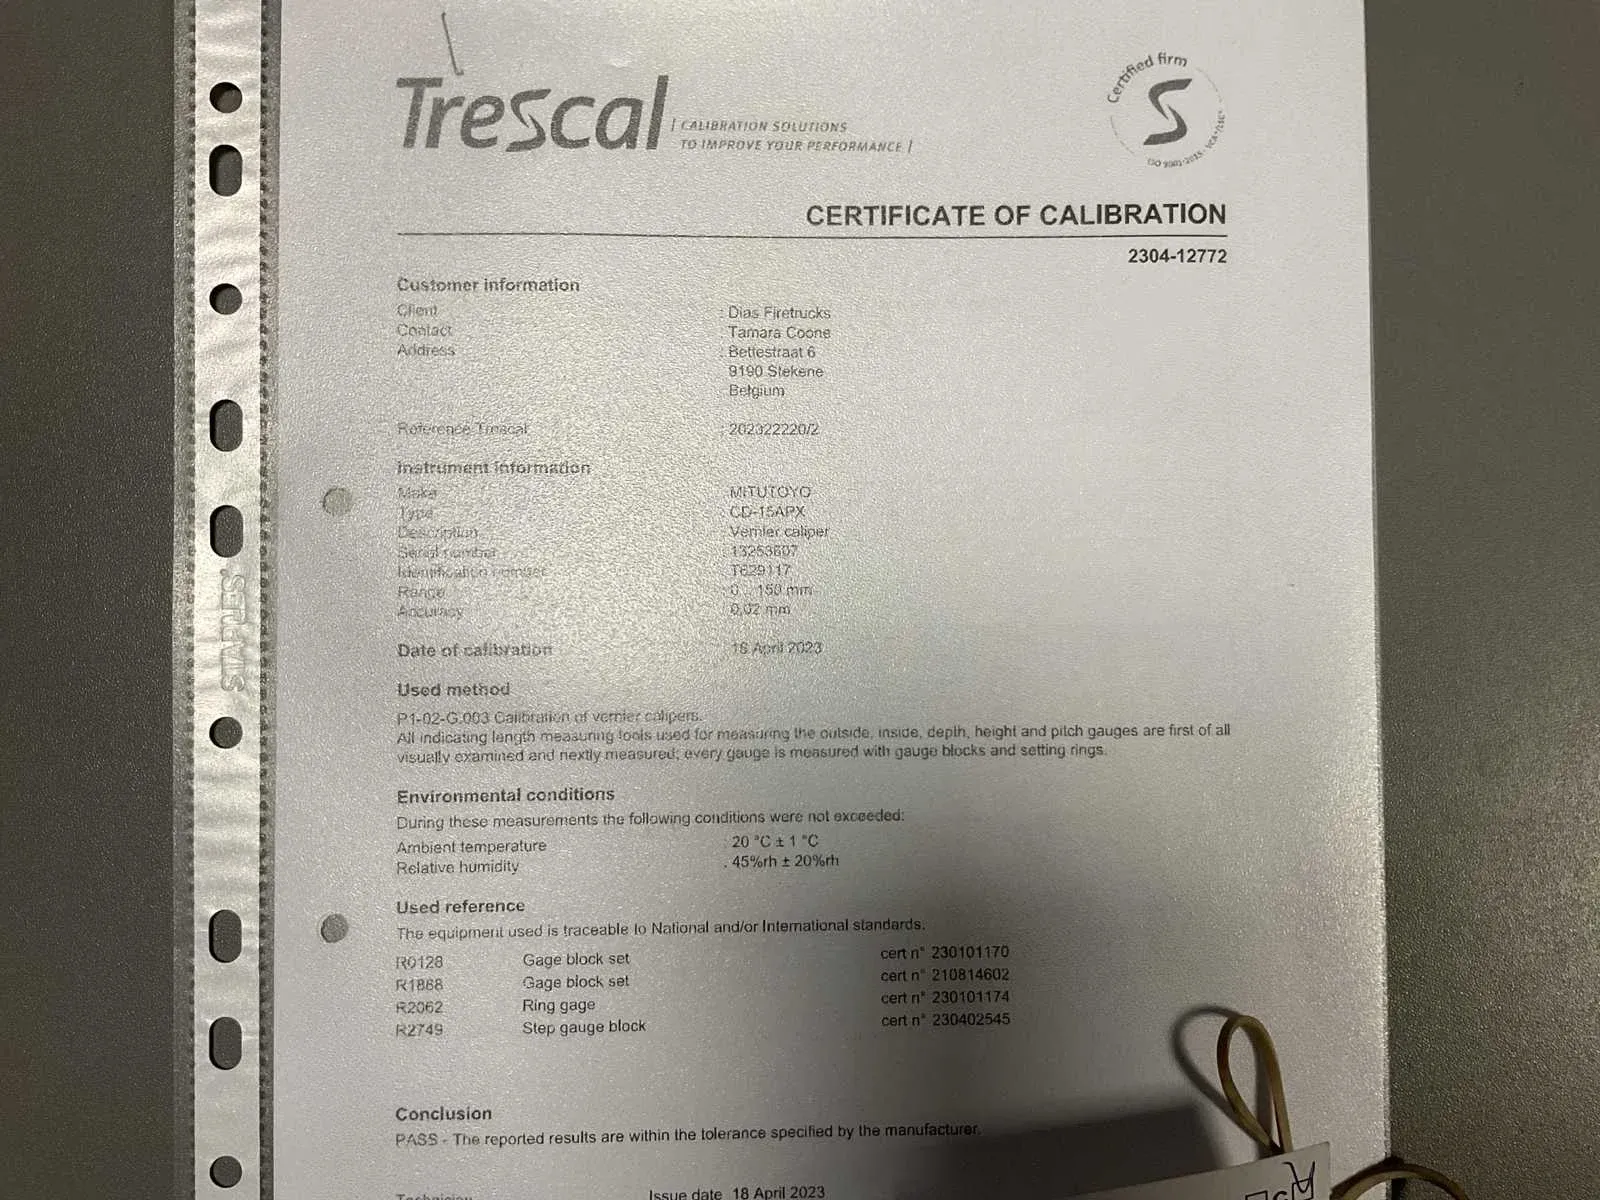 Trescal
| CALIBRATION SOLUTIONS
TO IMPROVE YOUR PERFORMANCE |
Certified firm
S
ISO 9001:2015 - VCA*/LSC*
CERTIFICATE OF CALIBRATION
2304-12772
Customer information
Client : Dias Firetrucks
Contact Tamara Coone
Address : Bettestraat 6
9190 Stekene
Belgium
Reference Trescal : 202322220/2
Instrument information
Make : MITUTOYO
Type : CD-15APX
Description : Vernier caliper
Serial number : 13253607
Identification number T629117
Range : 0 .. 150 mm
Accuracy : 0,02 mm
Date of calibration : 18 April 2023
Used method
P1-02-G.003 Calibration of vernier calipers.
All indicating length measuring tools used for measuring the outside, inside, depth, height and pitch gauges are first of all
visually examined and nextly measured; every gauge is measured with gauge blocks and setting rings.
Environmental conditions
During these measurements the following conditions were not exceeded:
Ambient temperature : 20 °C ± 1 °C
Relative humidity : 45%rh ± 20%rh
Used reference
The equipment used is traceable to National and/or International standards.
R0128 Gage block set cert n° 230101170
R1868 Gage block set cert n° 210814602
R2062 Ring gage cert n° 230101174
R2749 Step gauge block cert n° 230402545
Conclusion
PASS - The reported results are within the tolerance specified by the manufacturer.
Technician Issue date 18 April 2023
STAPLES